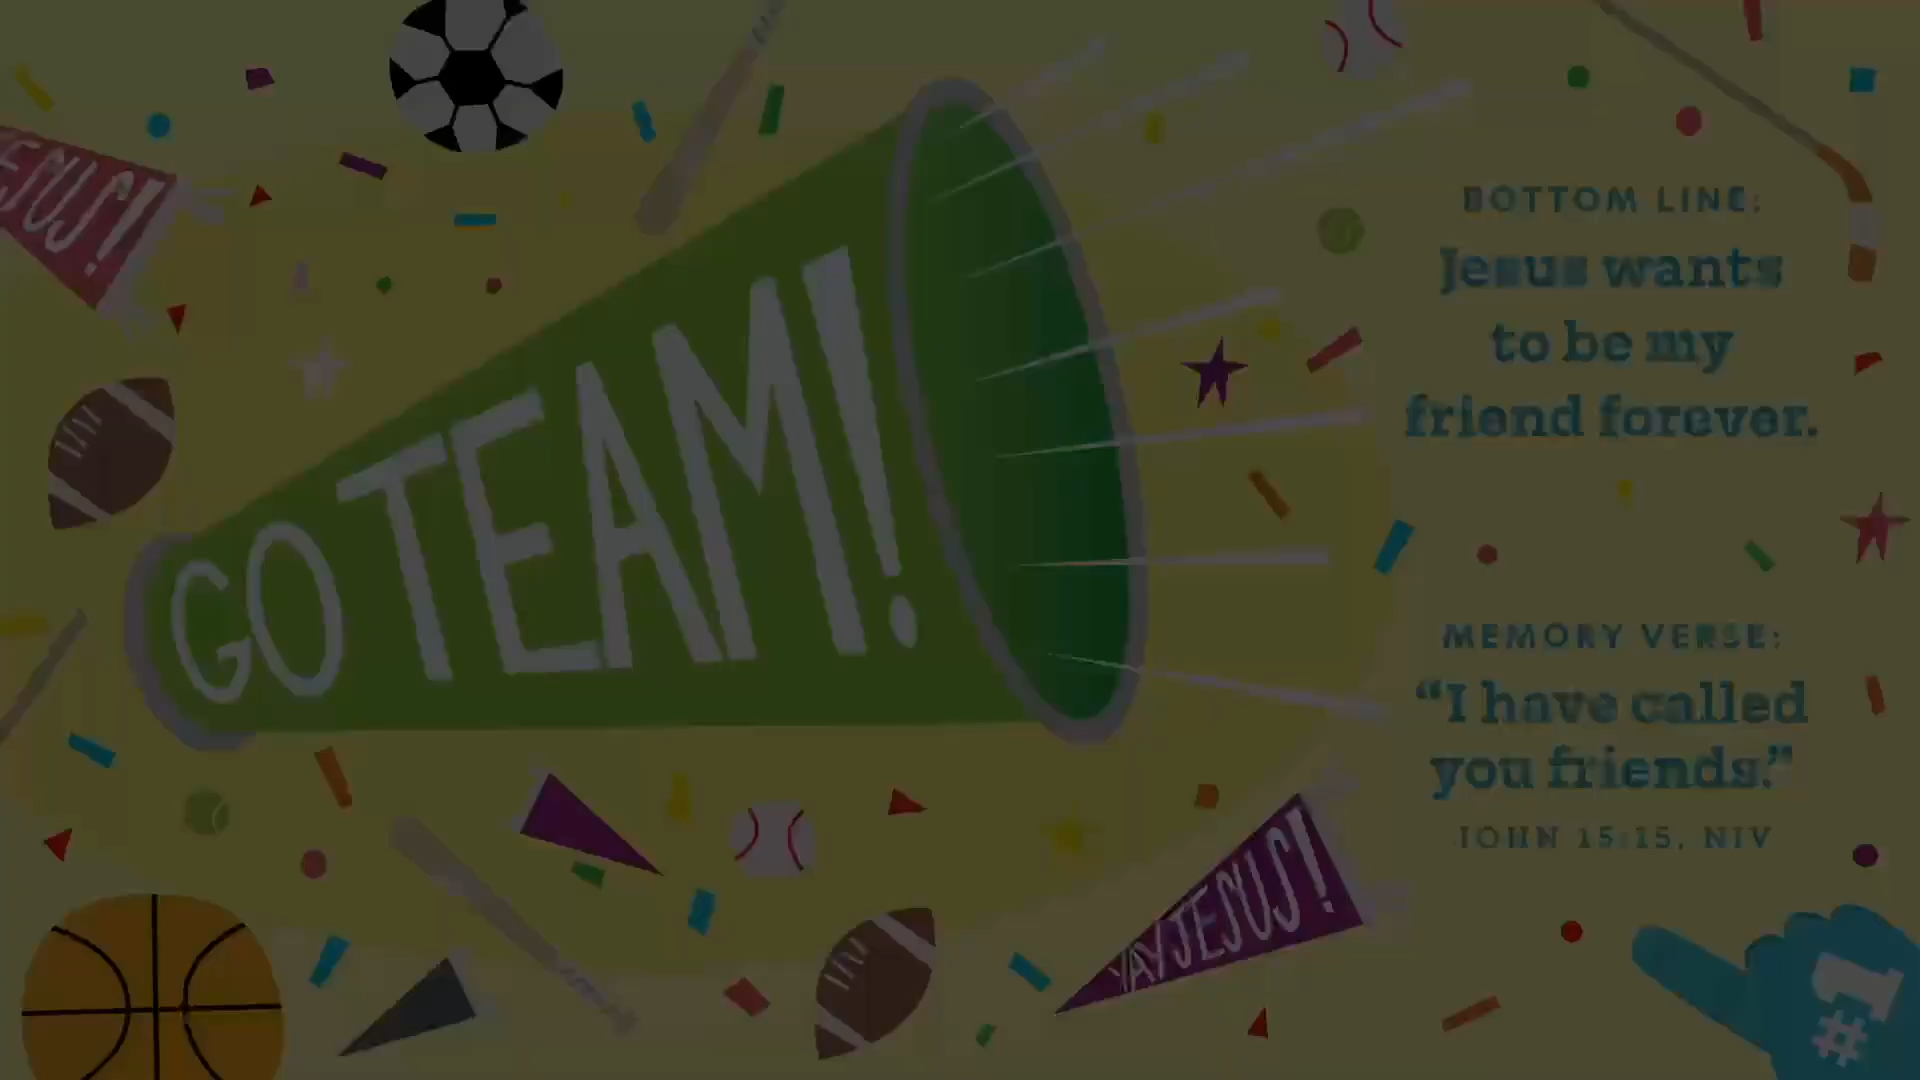 ESUS!
GO TEAM!
BOTTOM LINE:
Jesus wants
to be my
friend forever.
MEMORY VERSE:
“I have called
you friends.”
JOHN 15:15, NIV
YAY JESUS!
#1